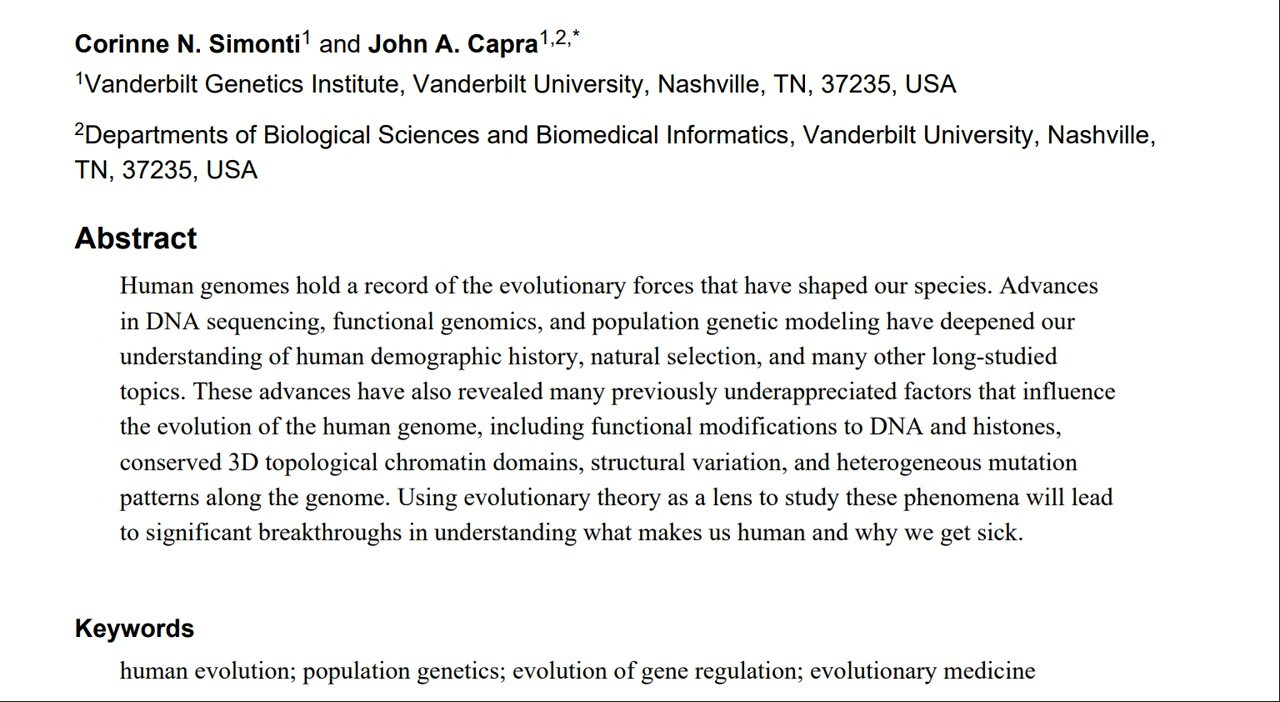 Corinne N. Simonti1 and John A. Capra1,2,*
1Vanderbilt Genetics Institute, Vanderbilt University, Nashville, TN, 37235, USA
2Departments of Biological Sciences and Biomedical Informatics, Vanderbilt University, Nashville,
TN, 37235, USA
Abstract
Human genomes hold a record of the evolutionary forces that have shaped our species. Advances
in DNA sequencing, functional genomics, and population genetic modeling have deepened our
understanding of human demographic history, natural selection, and many other long-studied
topics. These advances have also revealed many previously underappreciated factors that influence
the evolution of the human genome, including functional modifications to DNA and histones,
conserved 3D topological chromatin domains, structural variation, and heterogeneous mutation
patterns along the genome. Using evolutionary theory as a lens to study these phenomena will lead
to significant breakthroughs in understanding what makes us human and why we get sick.
Keywords
human evolution; population genetics; evolution of gene regulation; evolutionary medicine